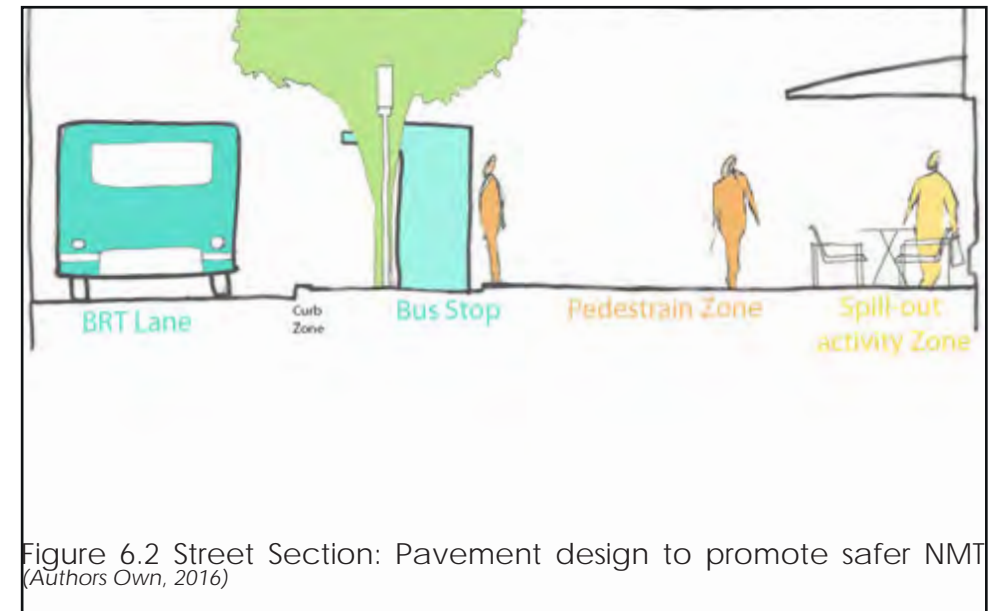 BRT Lane
Curb
Zone
Bus Stop
Pedestrain Zone
Spill-out
activity Zone
Figure 6.2 Street Section: Pavement design to promote safer NMT
(Authors Own, 2016)